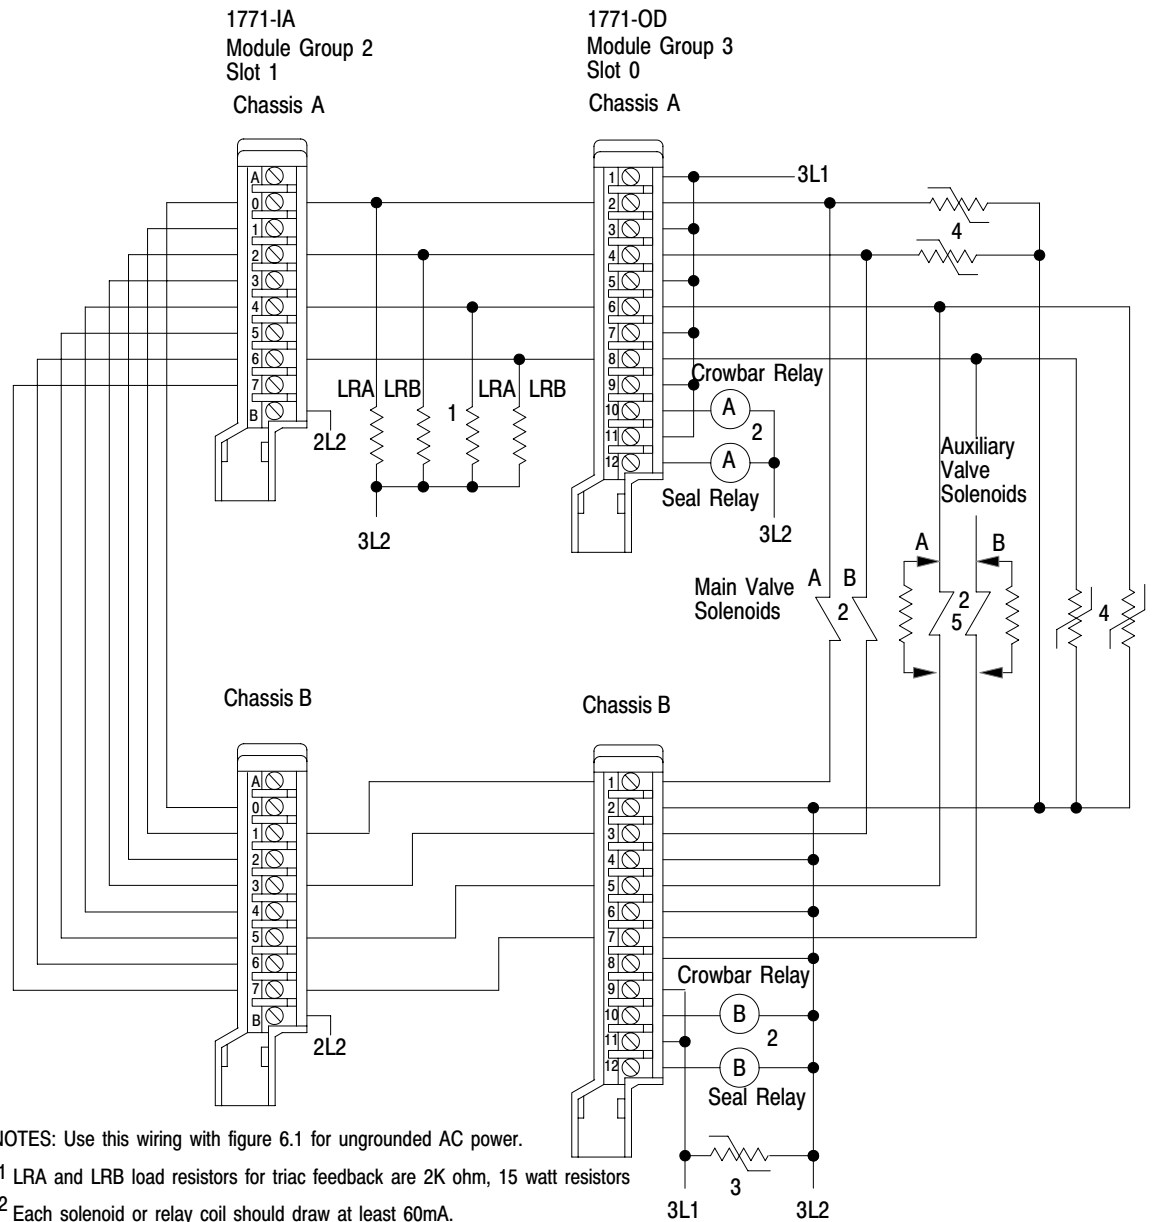 1771-IA
Module Group 2
Slot 1
Chassis A
1771-OD
Module Group 3
Slot 0
Chassis A
A
0
1
2
3
4
5
6
7
B
2L2
LRA LRB
1
LRA LRB
3L2
1
2
3
4
5
6
7
8
9
10
11
12
3L1
4
Crowbar Relay
A
2
A
Seal Relay
3L2
Auxiliary
Valve
Solenoids
A
B
Main Valve
Solenoids
A B
2
2
5
4
Chassis B
A
0
1
2
3
4
5
6
7
B
2L2
Chassis B
1
2
3
4
5
6
7
8
9
10
11
12
Crowbar Relay
B
2
B
Seal Relay
3
3L1
3L2
NOTES: Use this wiring with figure 6.1 for ungrounded AC power.
1 LRA and LRB load resistors for triac feedback are 2K ohm, 15 watt resistors
2 Each solenoid or relay coil should draw at least 60mA.